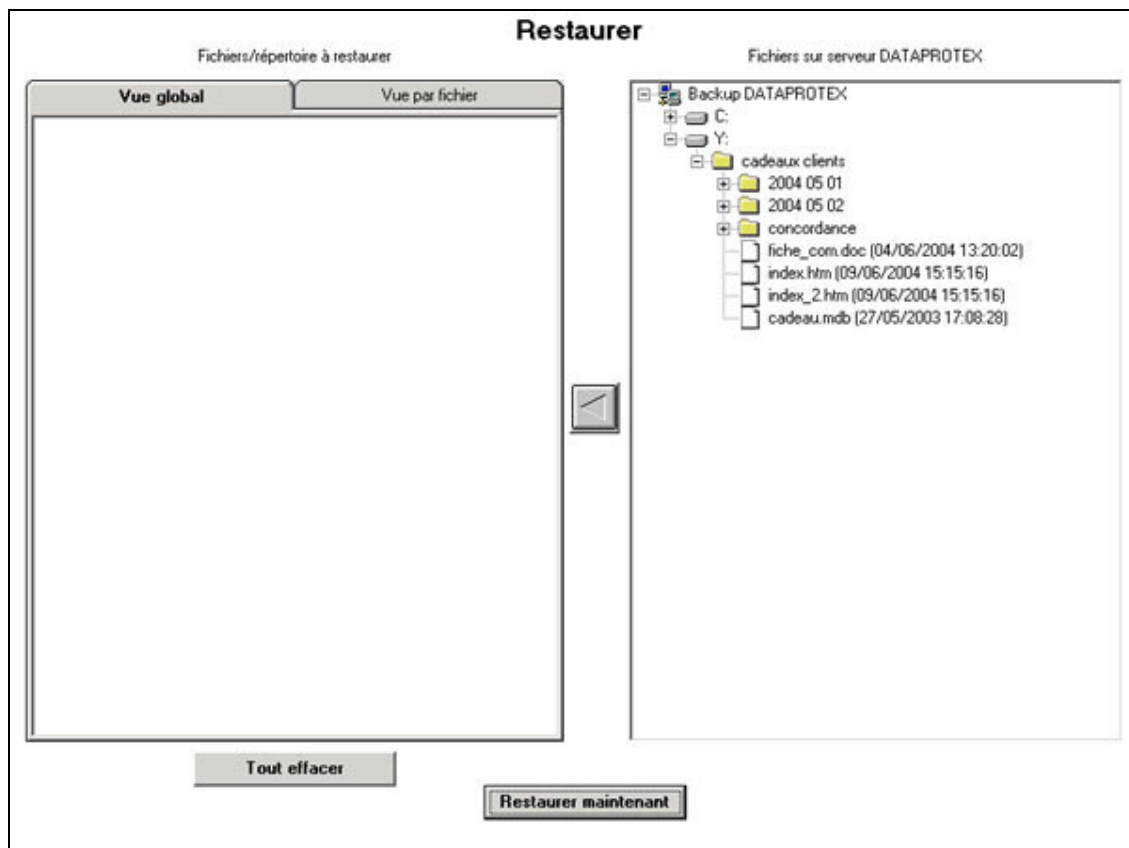 Restaurer
Fichiers/répertoire à restaurer
Fichiers sur serveur DATAPROTEX
Vue global
Vue par fichier
Backup DATAPROTEX
C:
Y:
cadeaux clients
2004 05 01
2004 05 02
concordance
fiche_com.doc (04/06/2004 13:20:02)
index.htm (09/06/2004 15:15:16)
index_2.htm (09/06/2004 15:15:16)
cadeau.mdb (27/05/2003 17:08:28)
Tout effacer
Restaurer maintenant